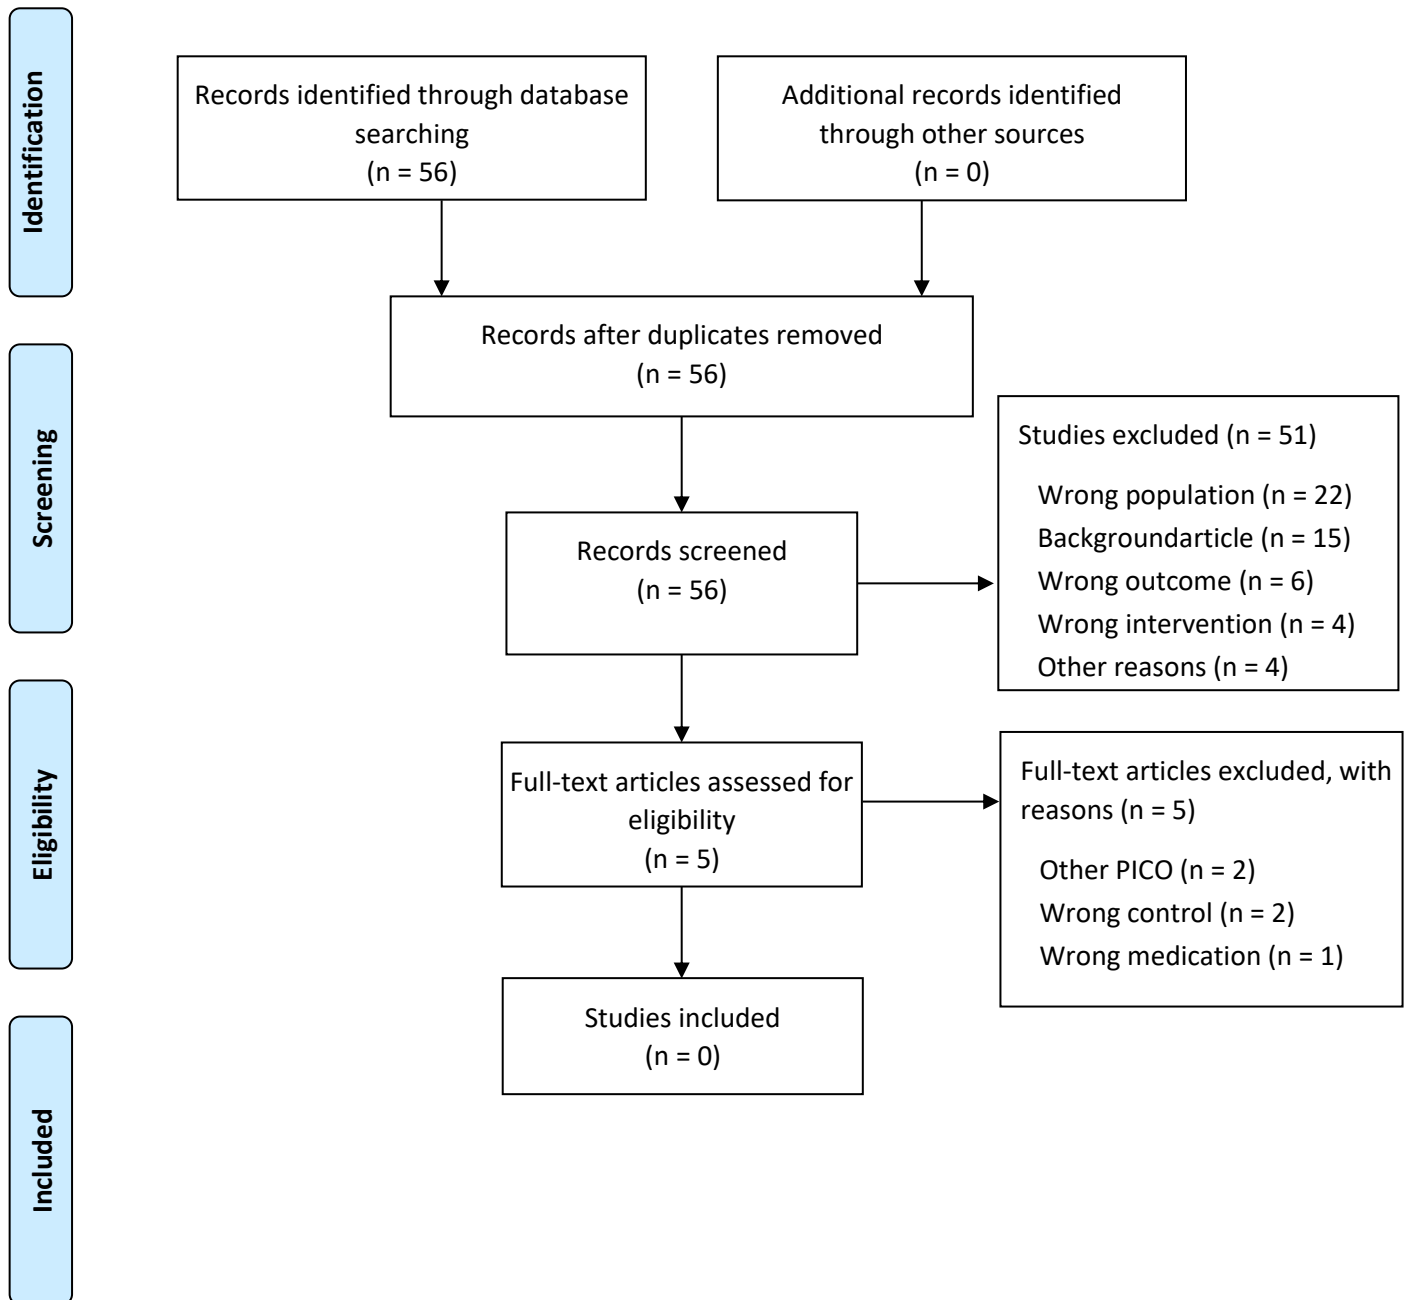 Identification
Records identified through database
searching
(n = 56)
Additional records identified
through other sources
(n = 0)
Records after duplicates removed
(n = 56)
Screening
Records screened
(n = 56)
Studies excluded (n = 51)
Wrong population (n = 22)
Backgroundarticle (n = 15)
Wrong outcome (n = 6)
Wrong intervention (n = 4)
Other reasons (n = 4)
Eligibility
Full-text articles assessed for
eligibility
(n = 5)
Full-text articles excluded, with
reasons (n = 5)
Other PICO (n = 2)
Wrong control (n = 2)
Wrong medication (n = 1)
Included
Studies included
(n = 0)